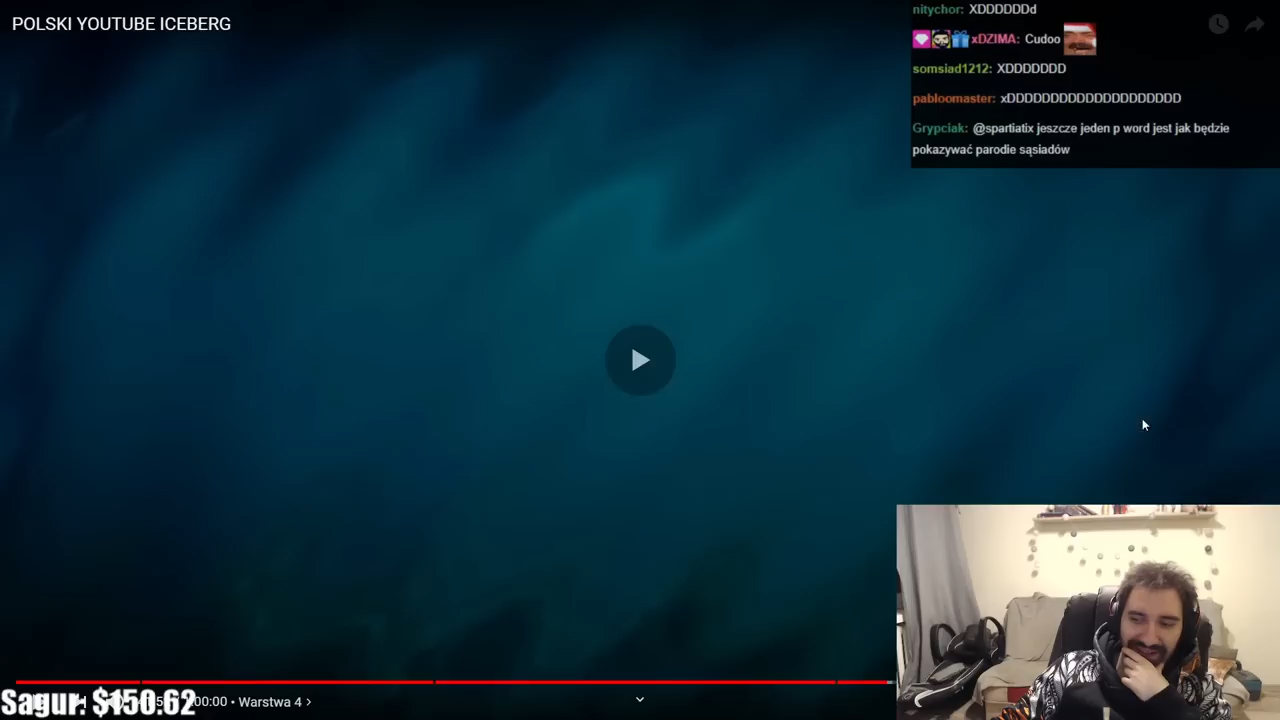 POLSKI YOUTUBE ICEBERG
nitychor: XDDDDDDd
xDZIMA: Cudoo
somsiad1212: XDDDDDDD
pabloomaster: xDDDDDDDDDDDDDDDDDDDD
Grypciak: @spartiatix jeszcze jeden p word jest jak będzie
pokazywać parodie sąsiadów
Sagur: $150.62
:00:00 • Warstwa 4 >